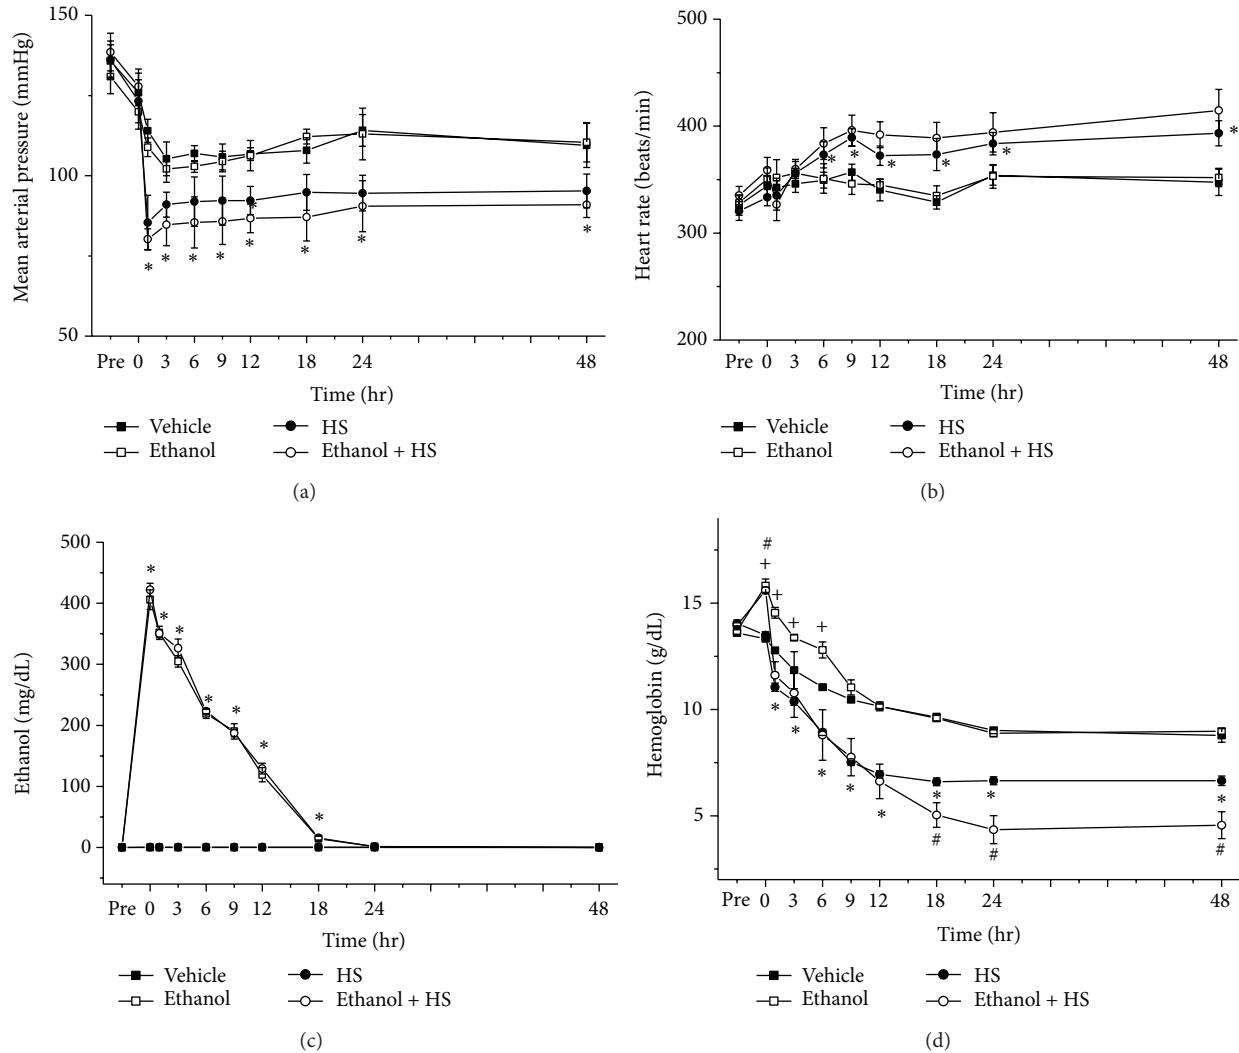 150
100
50
Mean arterial pressure (mmHg)
* * * * * * * *
Pre 0 3 6 9 12 18 24 48
Time (hr)
Vehicle HS
Ethanol Ethanol + HS
(a)
500
400
300
200
Heart rate (beats/min)
* * * * * *
Pre 0 3 6 9 12 18 24 48
Time (hr)
Vehicle HS
Ethanol Ethanol + HS
(b)
500
400
300
200
100
0
Ethanol (mg/dL)
* * * * * * *
Pre 0 3 6 9 12 18 24 48
Time (hr)
Vehicle HS
Ethanol Ethanol + HS
(c)
15
10
5
Hemoglobin (g/dL)
#
+ + + +
* * * * * * * *
# # #
Pre 0 3 6 9 12 18 24 48
Time (hr)
Vehicle HS
Ethanol Ethanol + HS
(d)